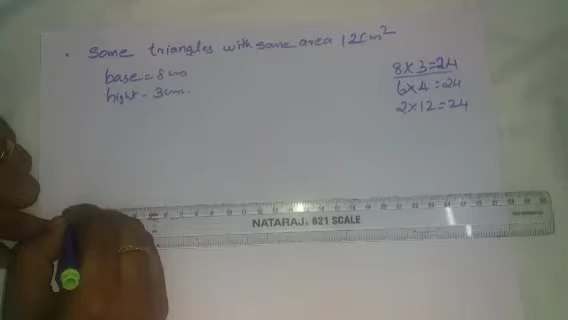 Some triangles with same area 12cm²
base = 8cm
hight = 3cm.
8 x 3 = 24
6 x 4 = 24
2 x 12 = 24
NATARAJ. 621 SCALE